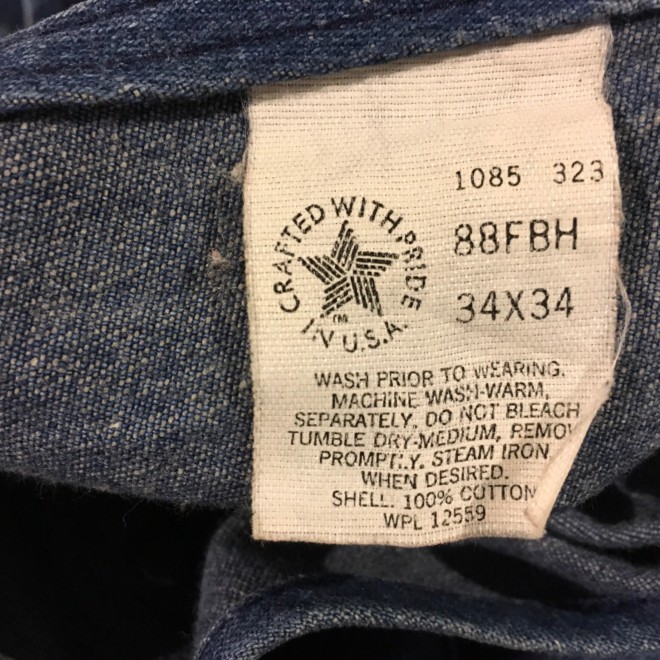 1085 323
CRAFTED WITH PRIDE
IN U.S.A.
TM
88FBH
34X34
WASH PRIOR TO WEARING.
MACHINE WASH-WARM,
SEPARATELY, DO NOT BLEACH
TUMBLE DRY-MEDIUM, REMOV
PROMPTLY. STEAM IRON
WHEN DESIRED.
SHELL: 100% COTTON
WPL 12559